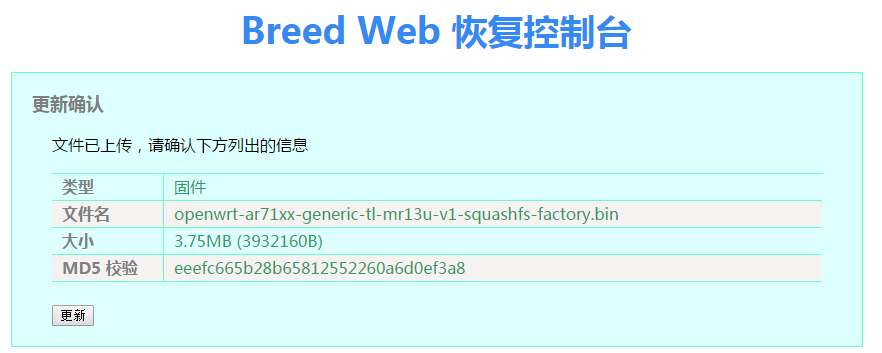 Breed Web 恢复控制台
更新确认
文件已上传，请确认下方列出的信息
类型 固件
文件名 openwrt-ar71xx-generic-tl-mr13u-v1-squashfs-factory.bin
大小 3.75MB (3932160B)
MD5 校验 eeefc665b28b65812552260a6d0ef3a8
更新